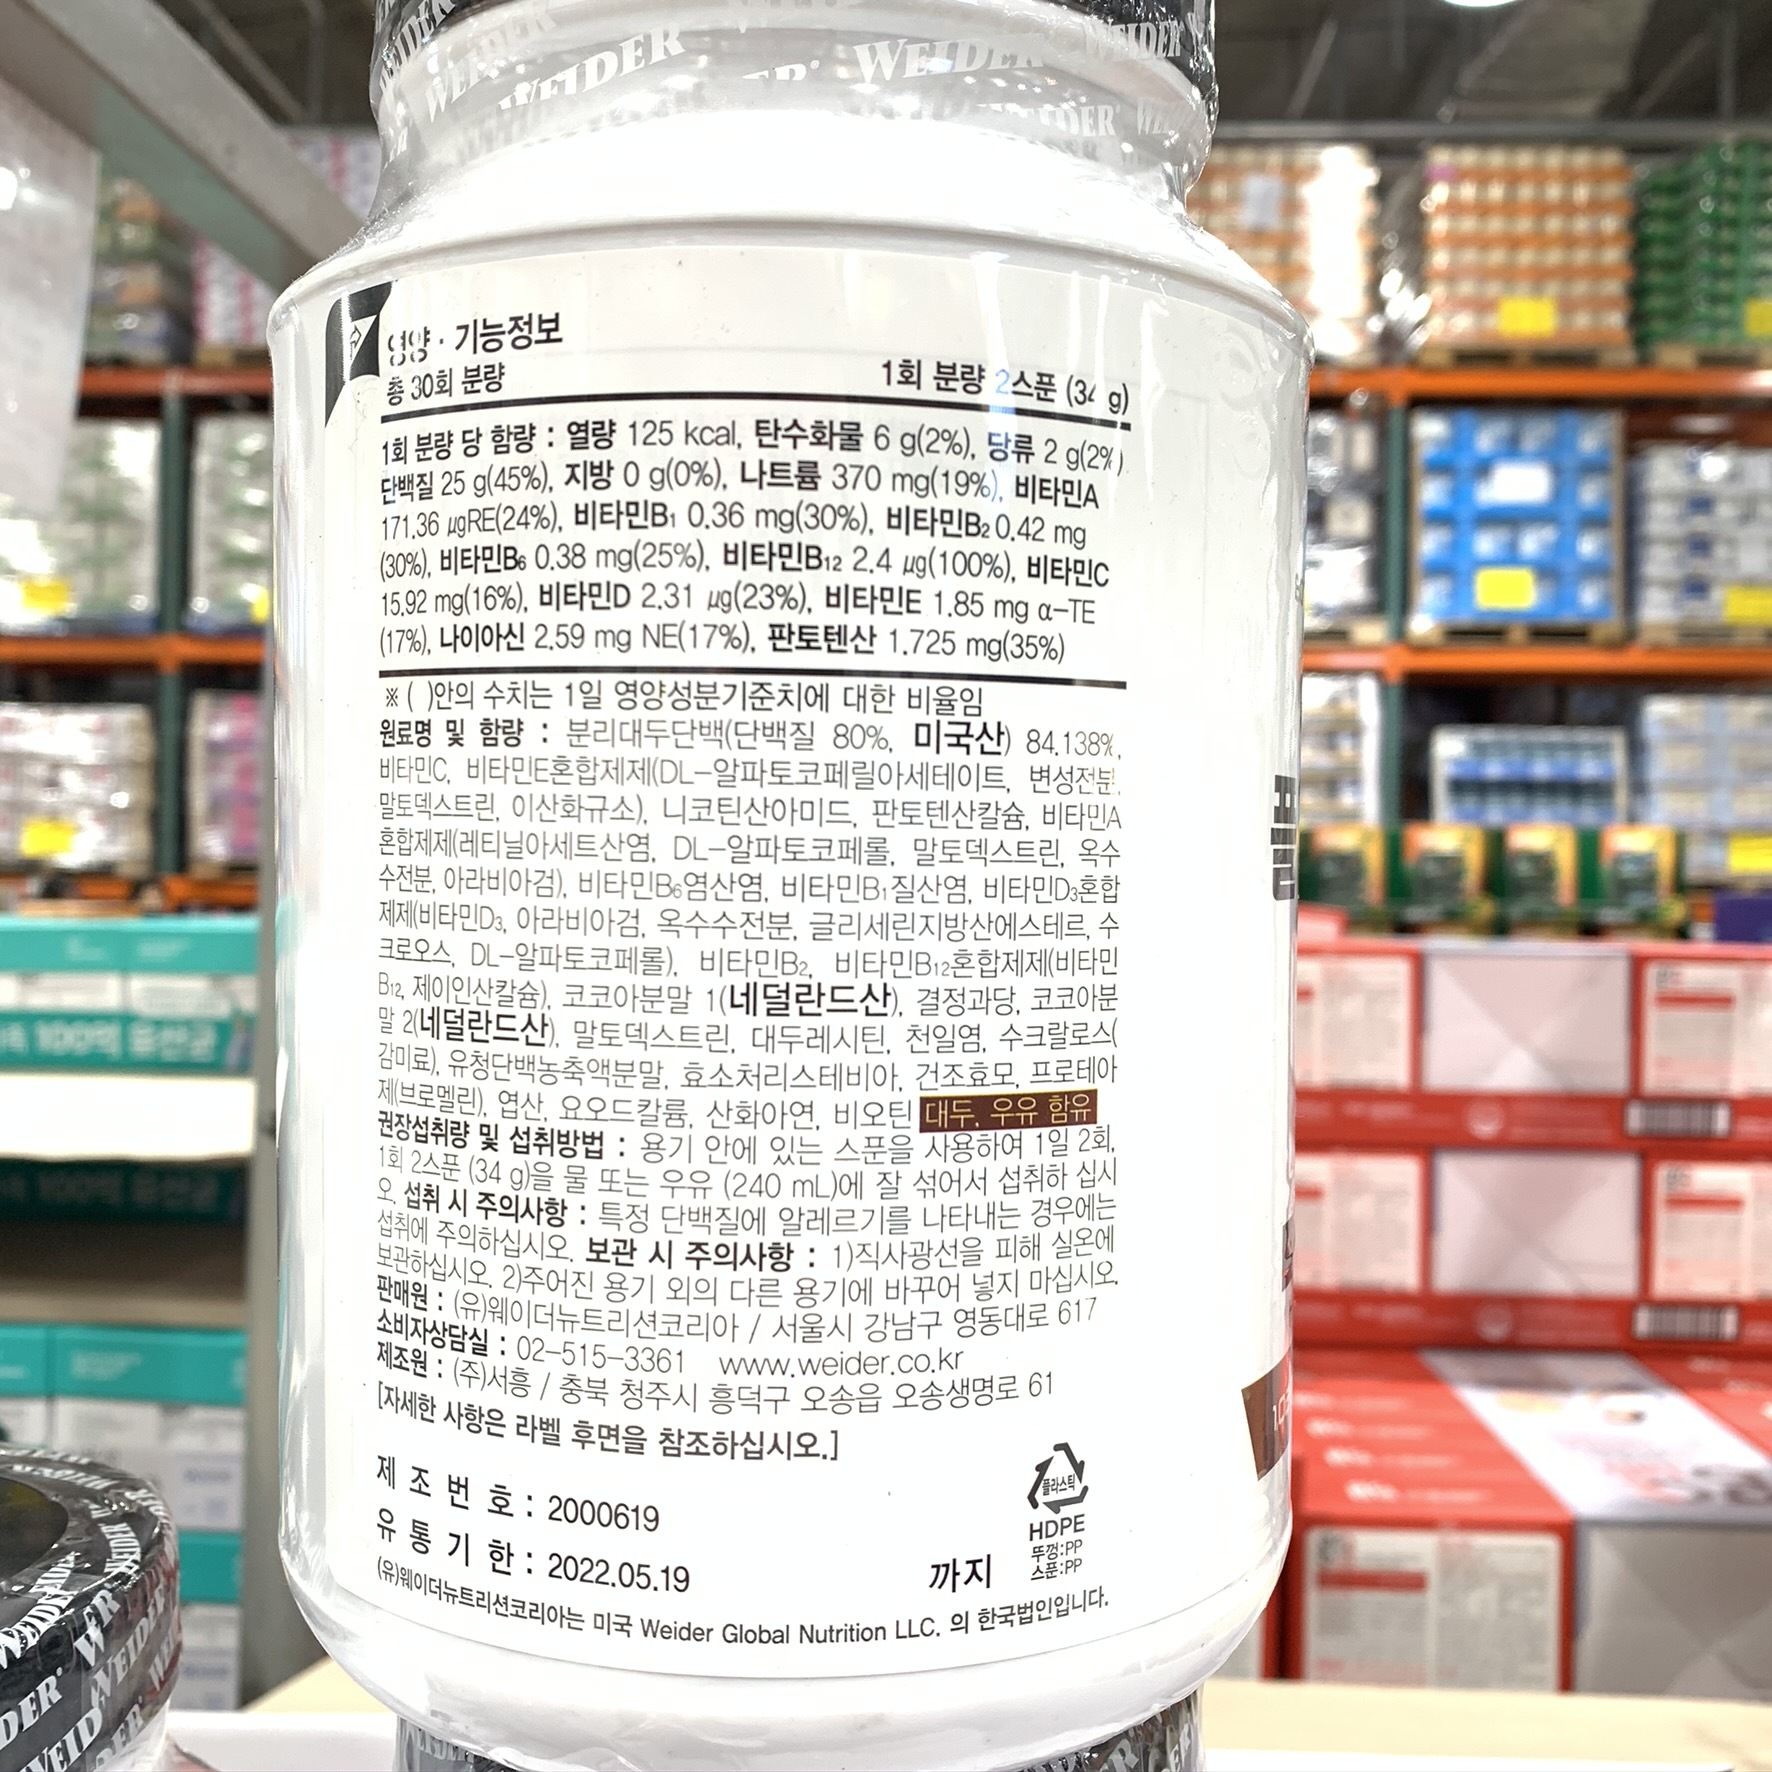 WEIDER WEIDER WEIDER WEIDER
영양 · 기능정보
총 30회 분량 1회 분량 2스푼 (34 g)
1회 분량 당 함량 : 열량 125 kcal, 탄수화물 6 g(2%), 당류 2 g(2%)
단백질 25 g(45%), 지방 0 g(0%), 나트륨 370 mg(19%), 비타민A
171.36 µgRE(24%), 비타민B1 0.36 mg(30%), 비타민B2 0.42 mg
(30%), 비타민B6 0.38 mg(25%), 비타민B12 2.4 µg(100%), 비타민C
15.92 mg(16%), 비타민D 2.31 µg(23%), 비타민E 1.85 mg α-TE
(17%), 나이아신 2.59 mg NE(17%), 판토텐산 1.725 mg(35%)
※ ( )안의 수치는 1일 영양성분기준치에 대한 비율임
원료명 및 함량 : 분리대두단백(단백질 80%, 미국산) 84.138%,
비타민C, 비타민E혼합제제(DL-알파토코페릴아세테이트, 변성전분,
말토덱스트린, 이산화규소), 니코틴산아미드, 판토텐산칼슘, 비타민A
혼합제제(레티닐아세트산염, DL-알파토코페롤, 말토덱스트린, 옥수
수전분, 아라비아검), 비타민B6염산염, 비타민B1질산염, 비타민D3혼합
제제(비타민D3, 아라비아검, 옥수수전분, 글리세린지방산에스테르, 수
크로오스, DL-알파토코페롤), 비타민B2, 비타민B12혼합제제(비타민
B12, 제이인산칼슘), 코코아분말 1(네덜란드산), 결정과당, 코코아분
말 2(네덜란드산), 말토덱스트린, 대두레시틴, 천일염, 수크랄로스(
감미료), 유청단백농축액분말, 효소처리스테비아, 건조효모, 프로테아
제(브로멜린), 엽산, 요오드칼륨, 산화아연, 비오틴 대두, 우유 함유
권장섭취량 및 섭취방법 : 용기 안에 있는 스푼을 사용하여 1일 2회,
1회 2스푼 (34 g)을 물 또는 우유 (240 mL)에 잘 섞어서 섭취하 십시
오. 섭취 시 주의사항 : 특정 단백질에 알레르기를 나타내는 경우에는
섭취에 주의하십시오. 보관 시 주의사항 : 1)직사광선을 피해 실온에
보관하십시오. 2)주어진 용기 외의 다른 용기에 바꾸어 넣지 마십시오.
판매원 : (유)웨이더뉴트리션코리아 / 서울시 강남구 영동대로 617
소비자상담실 : 02-515-3361 www.weider.co.kr
제조원 : (주)서흥 / 충북 청주시 흥덕구 오송읍 오송생명로 61
[자세한 사항은 라벨 후면을 참조하십시오.]
제 조 번 호 : 2000619
유 통 기 한 : 2022.05.19 까지
플라스틱
HDPE
뚜껑:PP
스푼:PP
(유)웨이더뉴트리션코리아는 미국 Weider Global Nutrition LLC. 의 한국법인입니다.
100억 유산균
WEIDER